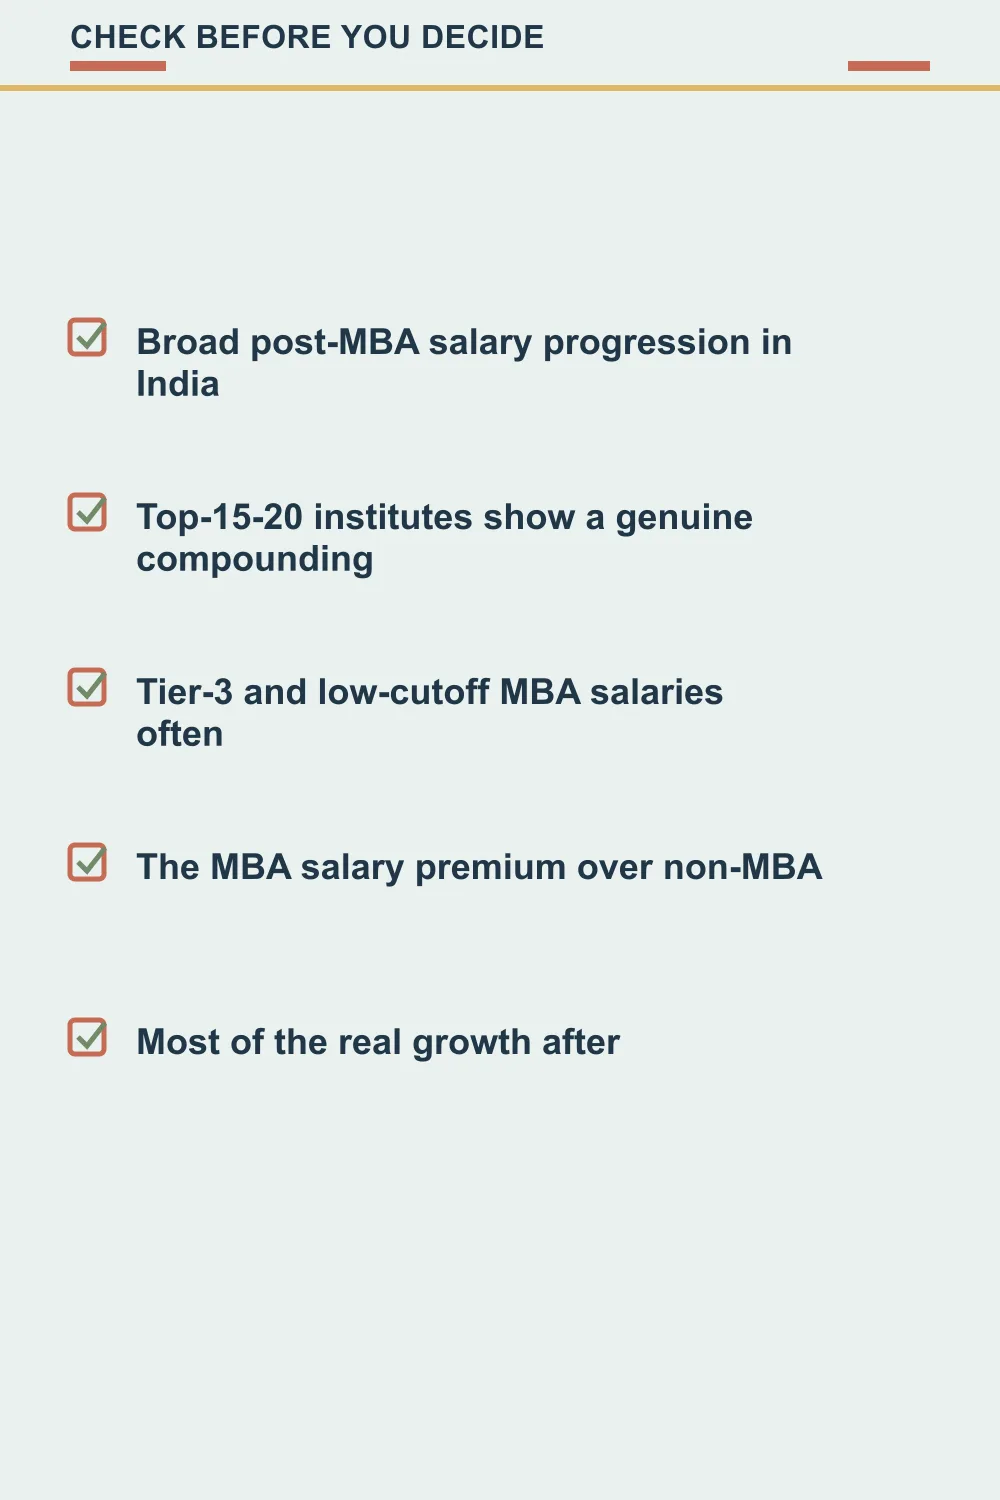 CHECK BEFORE YOU DECIDE
Broad post-MBA salary progression in
India
Top-15-20 institutes show a genuine
compounding
Tier-3 and low-cutoff MBA salaries
often
The MBA salary premium over non-MBA
Most of the real growth after